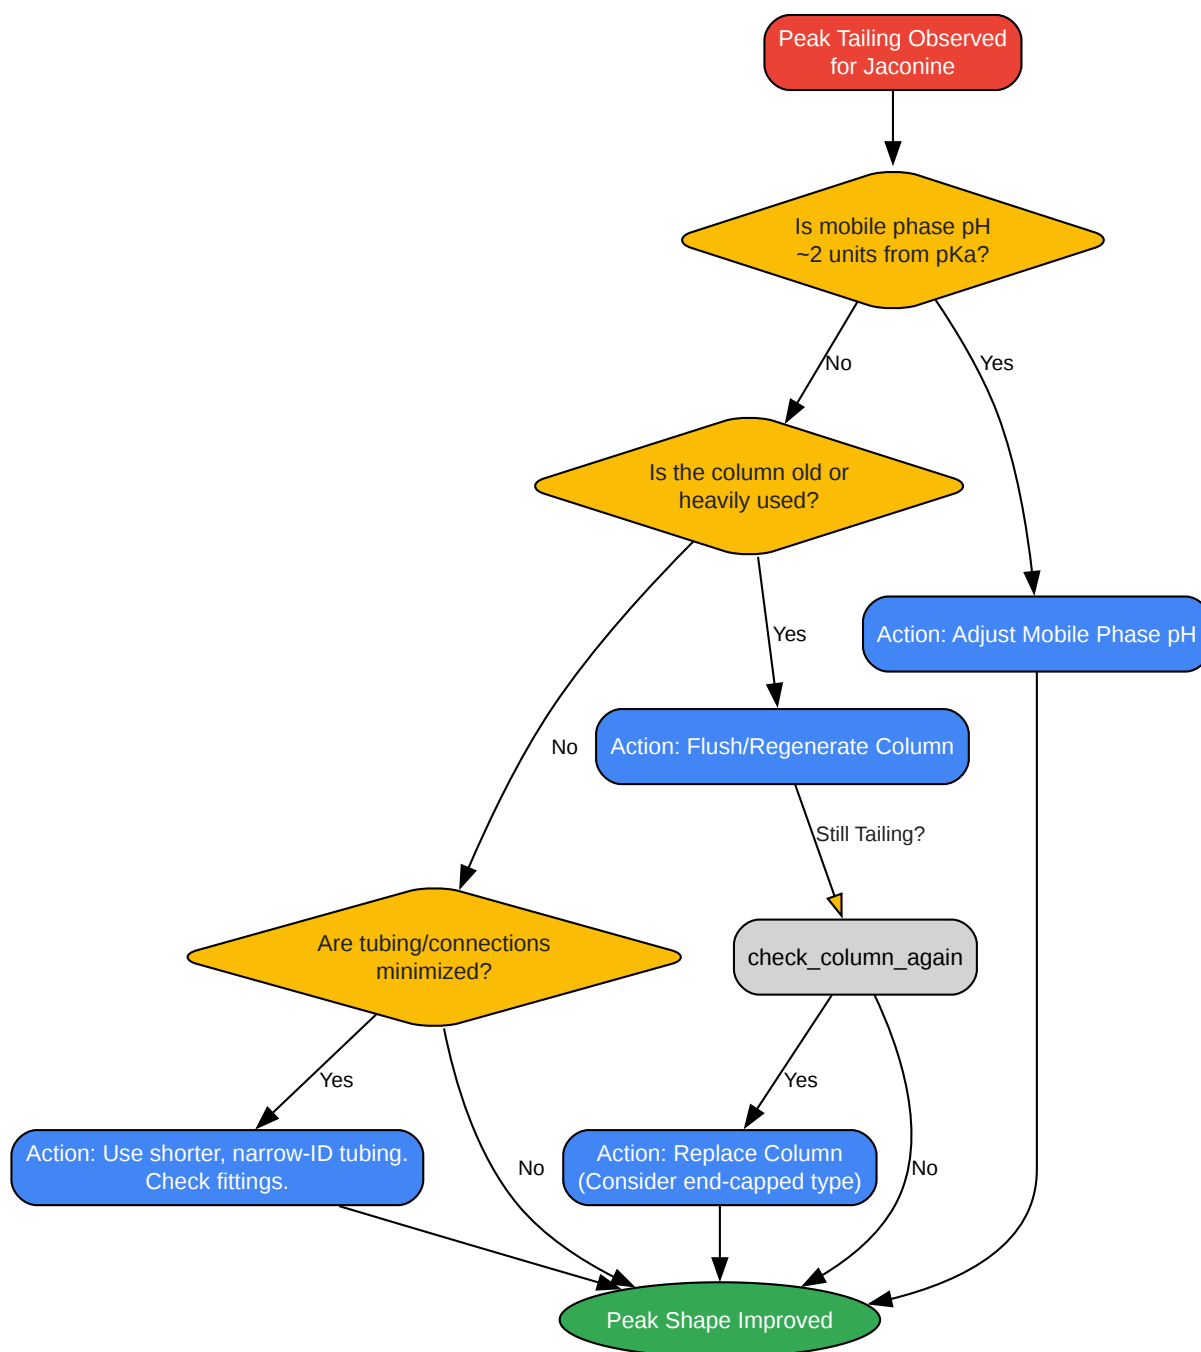 Peak Tailing Observed
for Jaconine
Is mobile phase pH
~2 units from pKa?
No
Yes
Is the column old or
heavily used?
Yes
Action: Adjust Mobile Phase pH
No
Action: Flush/Regenerate Column
Still Tailing?
Are tubing/connections
minimized?
check_column_again
Yes
Yes
Action: Use shorter, narrow-ID tubing.
Check fittings.
No
Action: Replace Column
(Consider end-capped type)
No
Peak Shape Improved